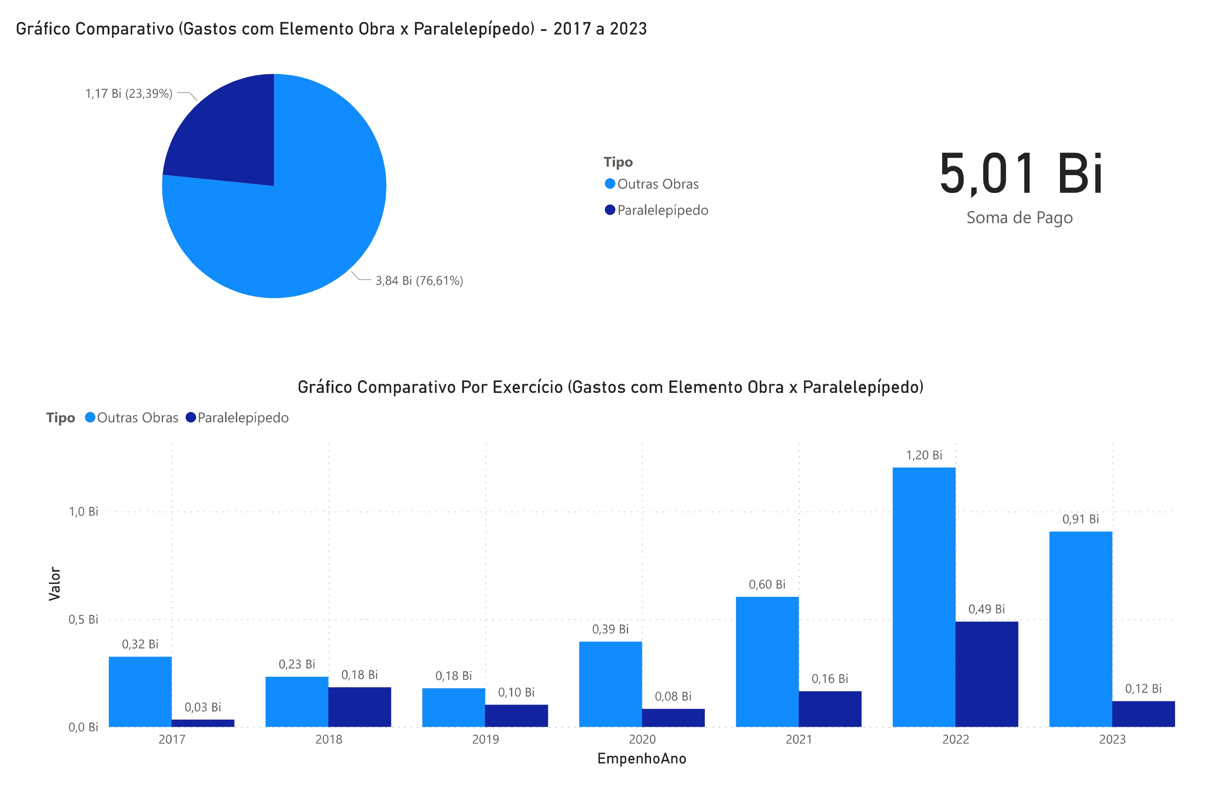 Gráfico Comparativo (Gastos com Elemento Obra x Paralelepípedo) - 2017 a 2023
1,17 Bi (23,39%)
3,84 Bi (76,61%)
Tipo
Outras Obras
Paralelepípedo
5,01 Bi
Soma de Pago
Gráfico Comparativo Por Exercício (Gastos com Elemento Obra x Paralelepípedo)
Tipo Outras Obras Paralelepípedo
Valor
1,0 Bi
0,5 Bi
0,0 Bi
0,32 Bi
0,03 Bi
0,23 Bi
0,18 Bi
0,18 Bi
0,10 Bi
0,39 Bi
0,08 Bi
0,60 Bi
0,16 Bi
1,20 Bi
0,49 Bi
0,91 Bi
0,12 Bi
2017 2018 2019 2020 2021 2022 2023
EmpenhoAno